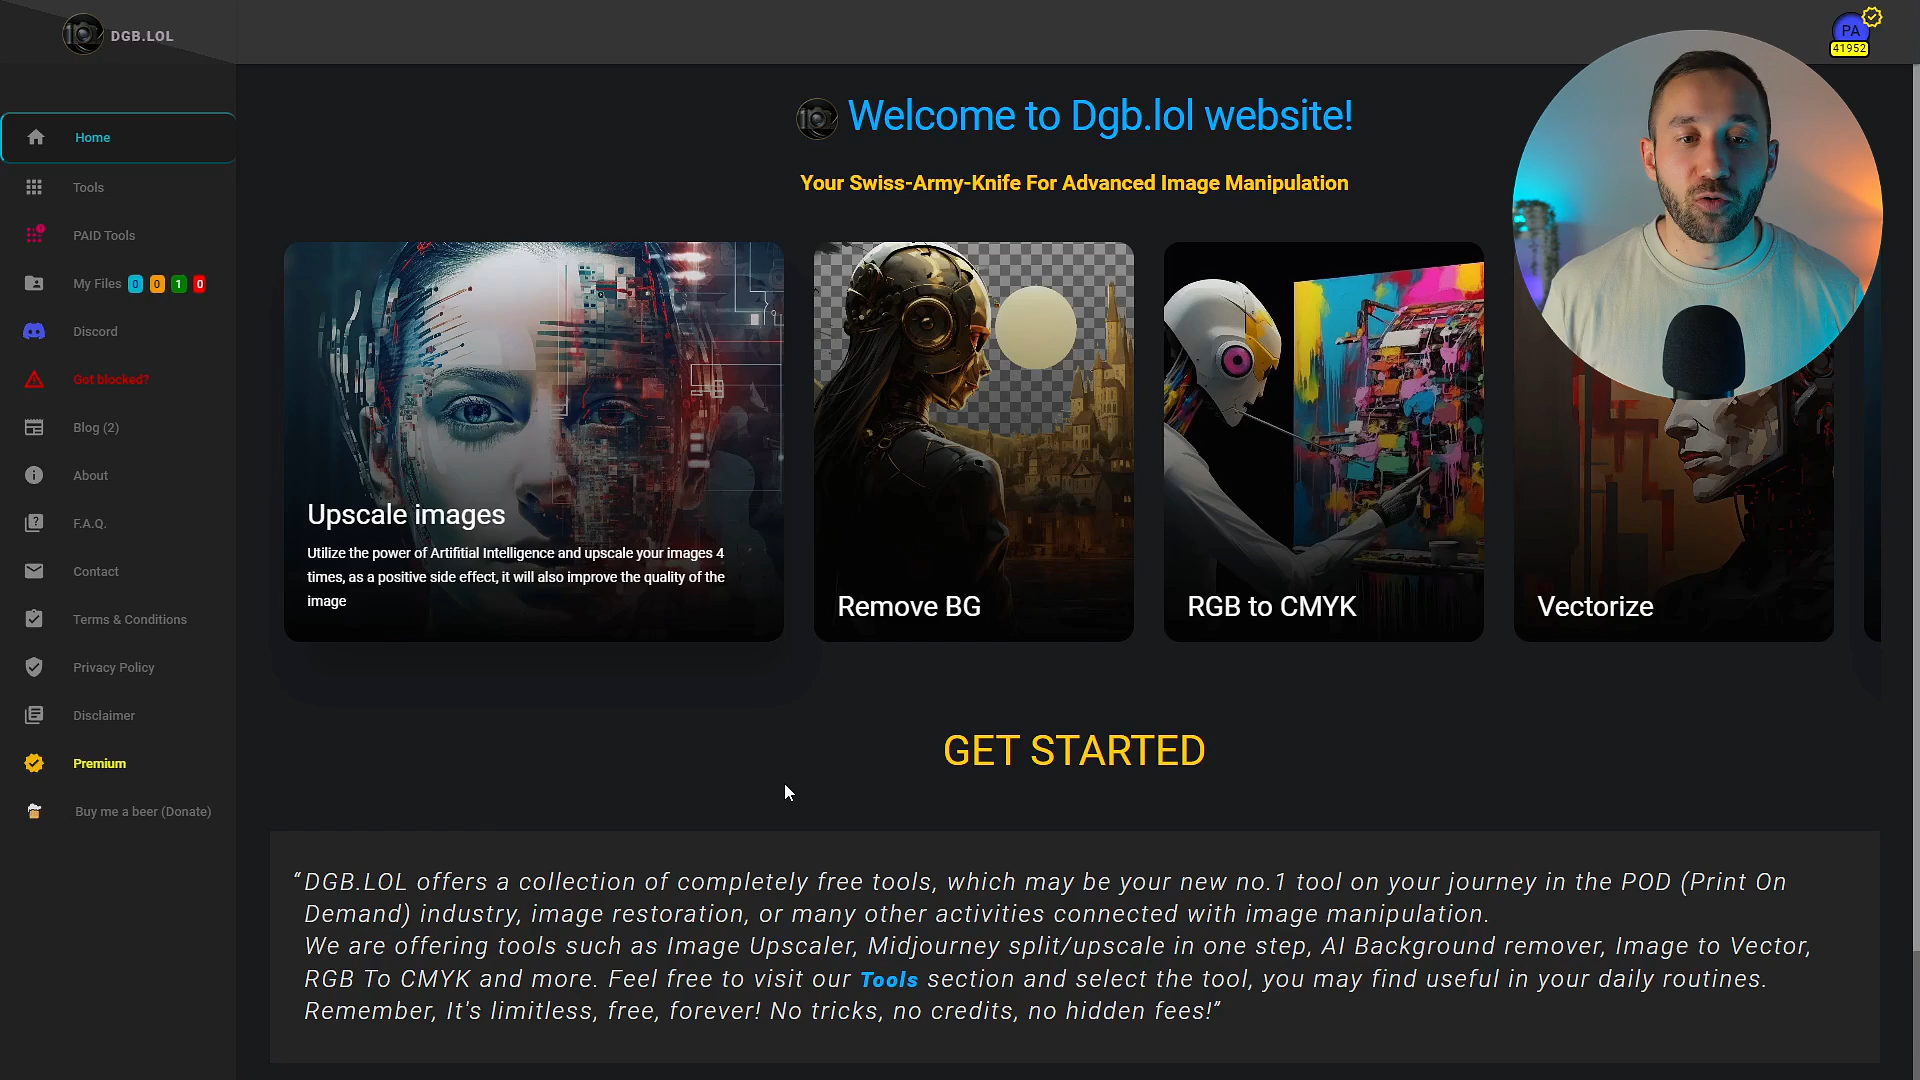 DGB.LOL
PA
41952
Home
Tools
PAID Tools
My Files 0 0 1 0
Discord
Got blocked?
Blog (2)
About
F.A.Q.
Contact
Terms & Conditions
Privacy Policy
Disclaimer
Premium
Buy me a beer (Donate)
Welcome to Dgb.lol website!
Your Swiss-Army-Knife For Advanced Image Manipulation
Upscale images
Utilize the power of Artifitial Intelligence and upscale your images 4
times, as a positive side effect, it will also improve the quality of the
image
Remove BG
RGB to CMYK
Vectorize
GET STARTED
“DGB.LOL offers a collection of completely free tools, which may be your new no.1 tool on your journey in the POD (Print On
Demand) industry, image restoration, or many other activities connected with image manipulation.
We are offering tools such as Image Upscaler, Midjourney split/upscale in one step, AI Background remover, Image to Vector,
RGB To CMYK and more. Feel free to visit our Tools section and select the tool, you may find useful in your daily routines.
Remember, It's limitless, free, forever! No tricks, no credits, no hidden fees!”